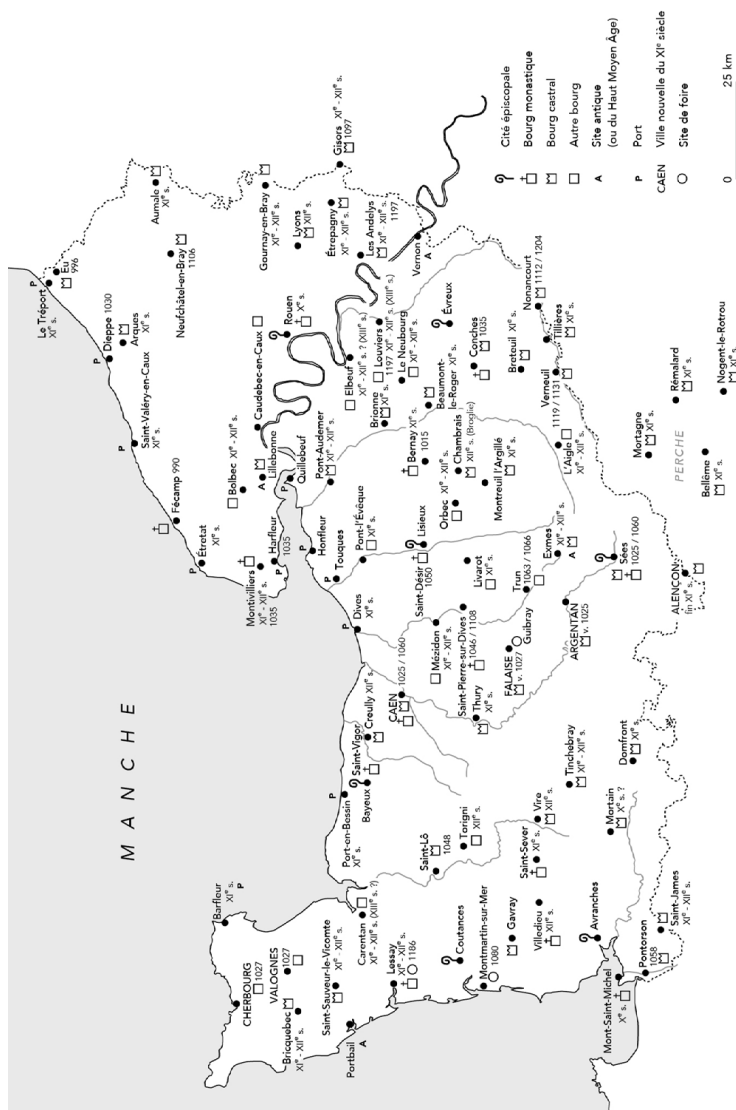 MANCHE
Barfleur
XIᵉ s.
P
CHERBOURG
1027
VALOGNES
1027
Bricquebec
XIᵉ - XIIᵉ s.
Saint-Sauveur-le-Vicomte
XIᵉ - XIIᵉ s.
Portbail
A
Carentan
XIᵉ - XIIᵉ s. (XIIIᵉ s. ?)
Lessay
XIᵉ - XIIᵉ s.
1186
Coutances
Montmartin-sur-Mer
1080
Gavray
Villedieu
XIIᵉ s.
Avranches
Mont-Saint-Michel
Xᵉ s.
Pontorson
1058
Saint-James
XIᵉ - XIIᵉ s.
Port-en-Bessin
XIᵉ s.
P
Saint-Vigor
Bayeux
Creully XIIᵉ s.
Saint-Lô
1048
Torigni
XIIᵉ s.
Saint-Sever
XIᵉ s.
Vire
XIIᵉ s.
Tinchebray
XIᵉ - XIIᵉ s.
Mortain
Xᵉ s. ?
Domfront
XIᵉ s.
CAEN
1025 / 1060
Dives
XIᵉ s.
P
Touques
P
Honfleur
P
Pont-l'Évêque
XIᵉ s.
Lisieux
Saint-Désir
1050
Mézidon
XIᵉ - XIIᵉ s.
Saint-Pierre-sur-Dives
1046 / 1108
Thury
XIᵉ s.
Livarot
XIᵉ s.
FALAISE
v. 1027
Guibray
Trun
1063 / 1066
Exmes
XIᵉ - XIIᵉ s.
A
ARGENTAN
v. 1025
Sées
1025 / 1060
ALENÇON
fin XIᵉ s.
Le Tréport
XIᵉ s.
P
Eu
996
Dieppe 1030
P
Arques
XIᵉ s.
Saint-Valéry-en-Caux
P
Fécamp 990
P
Étretat
XIᵉ s.
P
Montivilliers
XIᵉ - XIIᵉ s.
1035
Harfleur
1035
P
Bolbec XIᵉ - XIIᵉ s.
Lillebonne
A
Quillebeuf
P
Caudebec-en-Caux
Aumale
XIᵉ s.
Neufchâtel-en-Bray
1106
Gournay-en-Bray
XIᵉ - XIIᵉ s.
Lyons
XIIᵉ s.
Gisors XIᵉ - XIIᵉ s.
1097
Étrepagny
XIᵉ - XIIᵉ s.
Les Andelys
XIᵉ - XIIᵉ s.
1197
Vernon
A
Rouen
Xᵉ s.
Elbeuf
XIᵉ - XIIᵉ s. ? (XIIIᵉ s.)
Louviers
1197 XIᵉ - XIIᵉ s. (XIIIᵉ s.)
Le Neubourg
XIᵉ - XIIᵉ s.
Évreux
Pont-Audemer
XIᵉ - XIIᵉ s.
Brionne
XIᵉ s.
Beaumont-
le-Roger XIᵉ s.
Bernay XIᵉ s.
1015
Conches
1035
Chambrais
XIIᵉ s. (Broglie)
Orbec XIᵉ - XIIᵉ s.
Montreuil l'Argillé
XIᵉ s.
Breteuil XIᵉ s.
Nonancourt
1112 / 1204
Tillières
XIᵉ s.
Verneuil
1119 / 1131
L'Aigle
XIᵉ - XIIᵉ s.
PERCHE
Mortagne
XIᵉ s.
Rémalard
XIᵉ s.
Bellême
XIᵉ s.
Nogent-le-Rotrou
XIᵉ s.
Cité épiscopale
Bourg monastique
Bourg castral
Autre bourg
A Site antique
(ou du Haut Moyen Âge)
P Port
CAEN Ville nouvelle du XIᵉ siècle
Site de foire
0 25 km